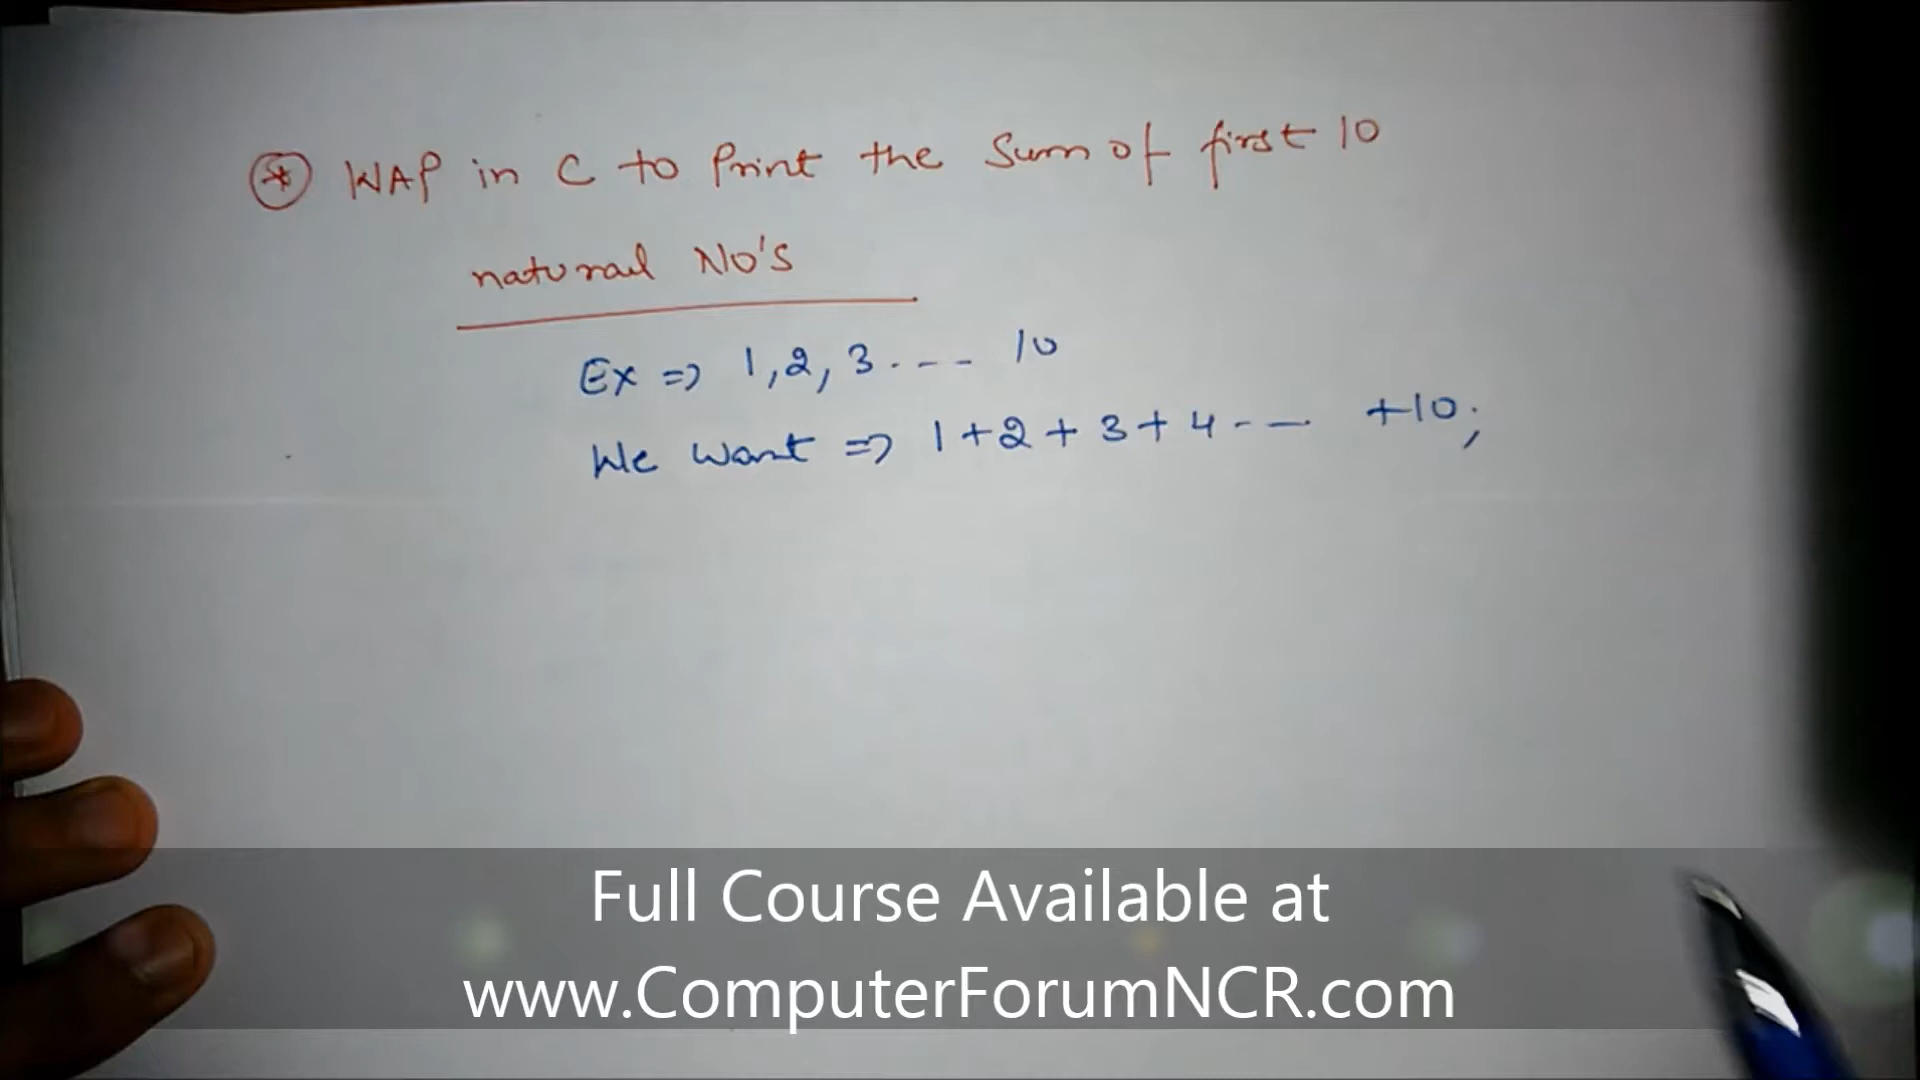 * WAP in C to Print the Sum of first 10
natural No's
Ex => 1,2,3---- 10
We want => 1+2+3+4--- +10;
Full Course Available at
www.ComputerForumNCR.com